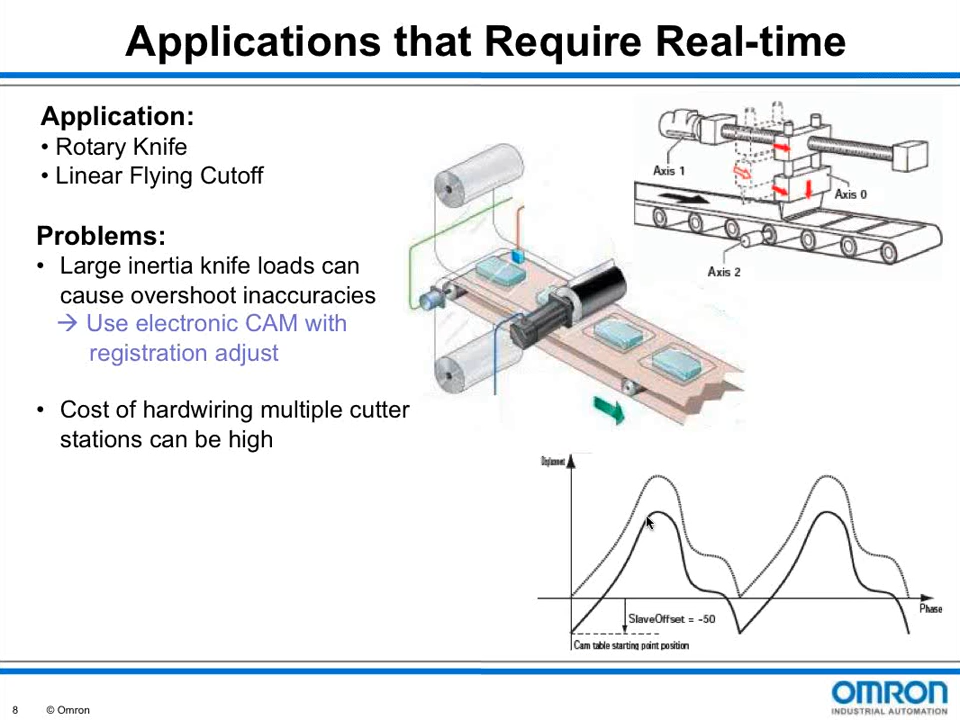 Applications that Require Real-time
Application:
• Rotary Knife
• Linear Flying Cutoff
Problems:
• Large inertia knife loads can
cause overshoot inaccuracies
→ Use electronic CAM with
registration adjust
• Cost of hardwiring multiple cutter
stations can be high
Axis 1
Axis 0
Axis 2
Displacement
Phase
SlaveOffset = -50
Cam table starting point position
8 © Omron
OMRON
INDUSTRIAL AUTOMATION